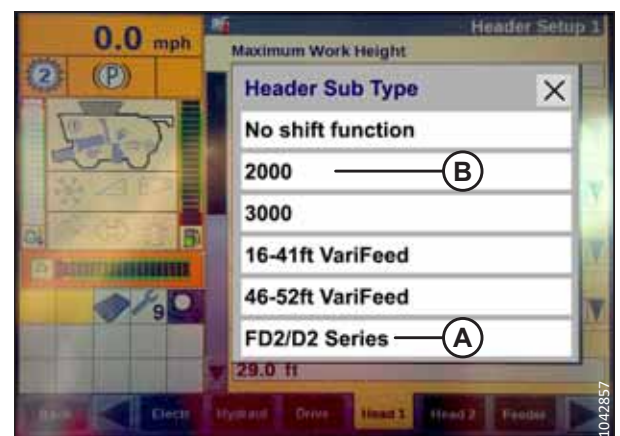 0.0 mph
Header Setup 1
Maximum Work Height
2
P
Header Sub Type
No shift function
2000
B
3000
16-41ft VariFeed
46-52ft VariFeed
9
FD2/D2 Series
A
29.0 ft
Back
Electr
Hydraul
Drive
Head 1
Head 2
Feeder
1042857